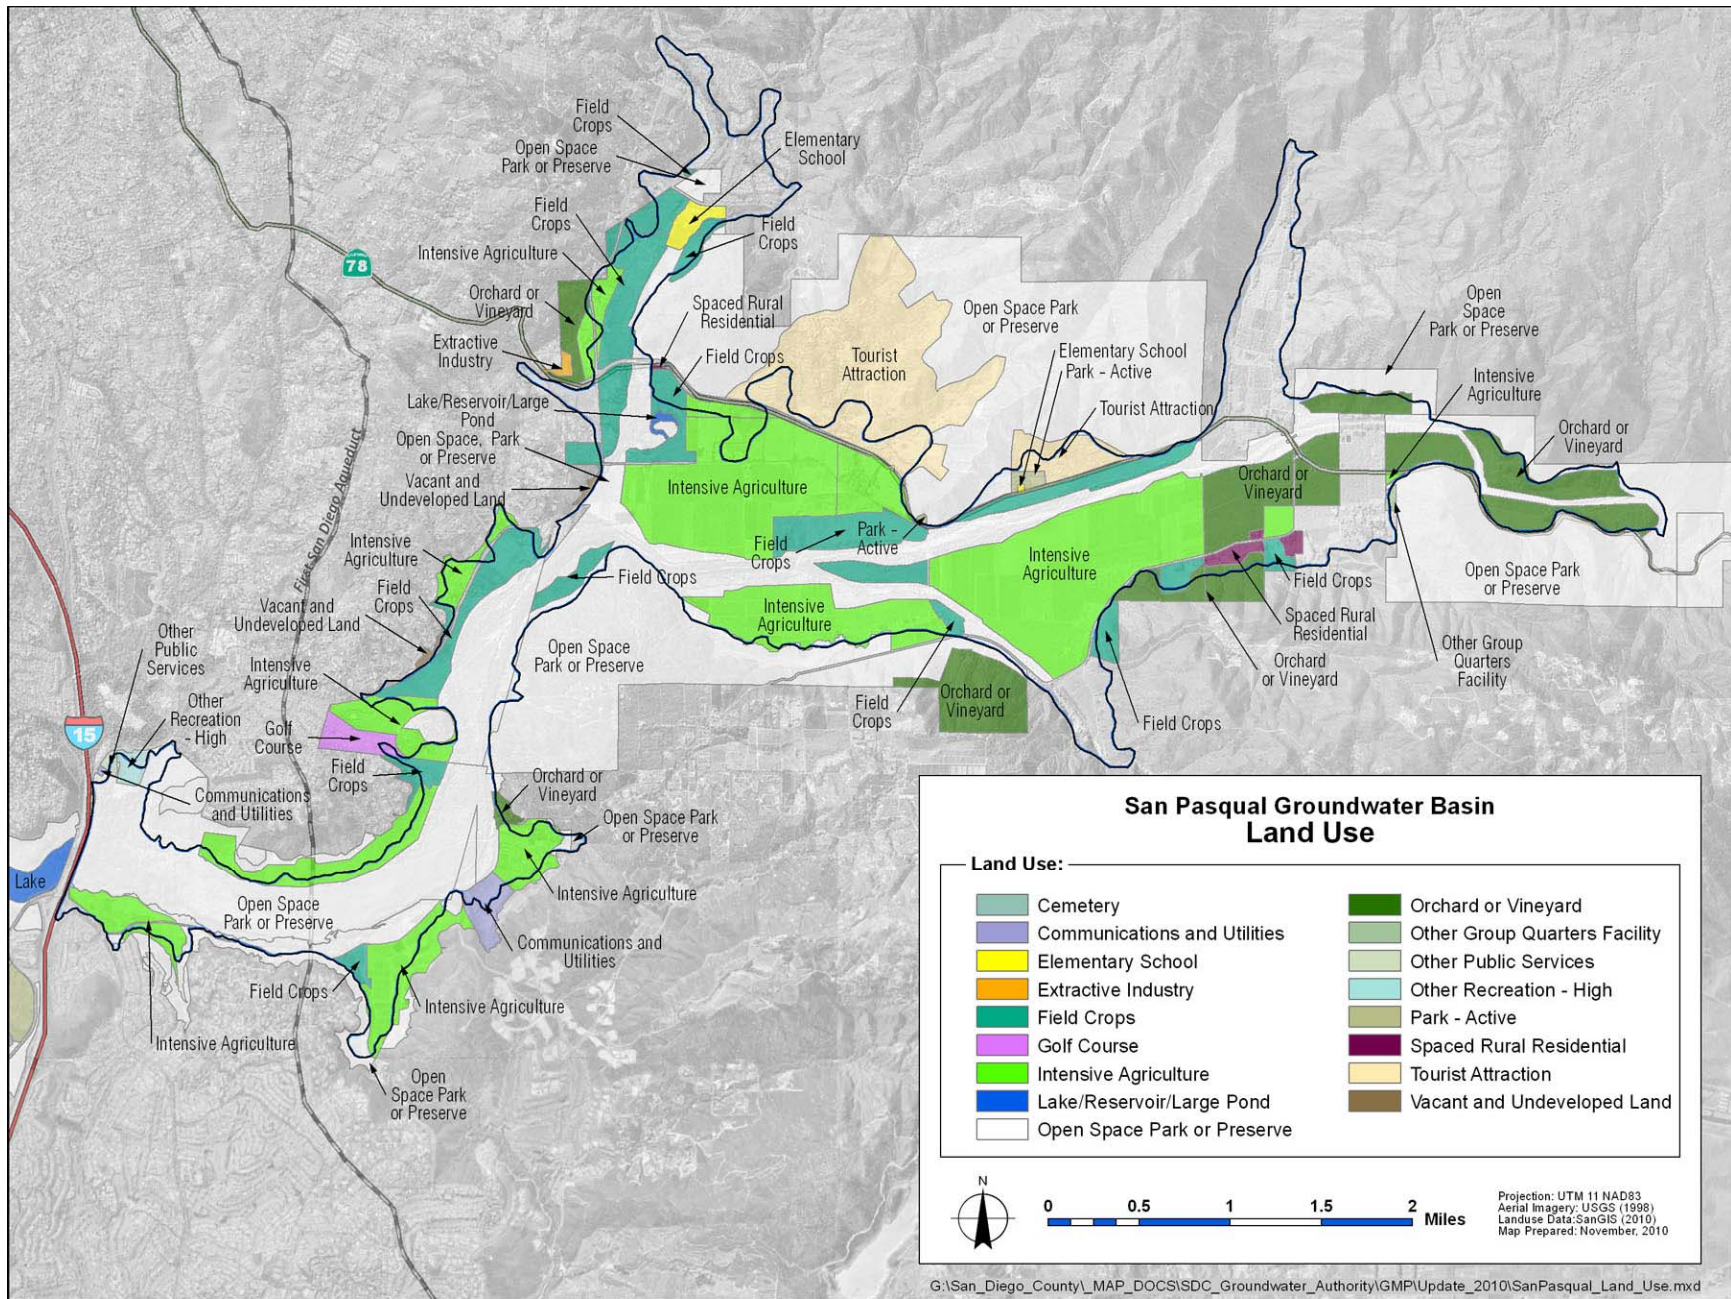 Field
Crops
Open Space
Park or Preserve
Elementary
School
Field
Crops
Field
Crops
Intensive Agriculture
78
Orchard or
Vineyard
Extractive
Industry
Spaced Rural
Residential
Field Crops
Tourist
Attraction
Open Space Park
or Preserve
Elementary School
Park - Active
Tourist Attraction
Open
Space
Park or Preserve
Intensive
Agriculture
Orchard or
Vineyard
Lake/Reservoir/Large
Pond
Open Space, Park
or Preserve
Vacant and
Undeveloped Land
First San Diego Aqueduct
Intensive Agriculture
Orchard or
Vineyard
Park -
Active
Field
Crops
Intensive
Agriculture
Intensive
Agriculture
Field Crops
Field Crops
Open Space Park
or Preserve
Field
Crops
Vacant and
Undeveloped Land
Intensive
Agriculture
Spaced Rural
Residential
Other
Public
Services
Open Space
Park or Preserve
Intensive
Agriculture
Orchard
or Vineyard
Other Group
Quarters
Facility
Other
Recreation
- High
Orchard or
Vineyard
Field
Crops
Field Crops
15
Golf
Course
Field
Crops
Communications
and Utilities
Orchard or
Vineyard
Open Space Park
or Preserve
Lake
Intensive Agriculture
Open Space
Park or Preserve
Communications and
Utilities
Field Crops
Intensive Agriculture
Intensive Agriculture
Open
Space Park
or Preserve
San Pasqual Groundwater Basin
Land Use
Land Use:
Cemetery
Communications and Utilities
Elementary School
Extractive Industry
Field Crops
Golf Course
Intensive Agriculture
Lake/Reservoir/Large Pond
Open Space Park or Preserve
Orchard or Vineyard
Other Group Quarters Facility
Other Public Services
Other Recreation - High
Park - Active
Spaced Rural Residential
Tourist Attraction
Vacant and Undeveloped Land
N
0 0.5 1 1.5 2
Miles
Projection: UTM 11 NAD83
Aerial Imagery: USGS (1998)
Landuse Data:SanGIS (2010)
Map Prepared: November, 2010
G:\San_Diego_County\_MAP_DOCS\SDC_Groundwater_Authority\GMP\Update_2010\SanPasqual_Land_Use.mxd